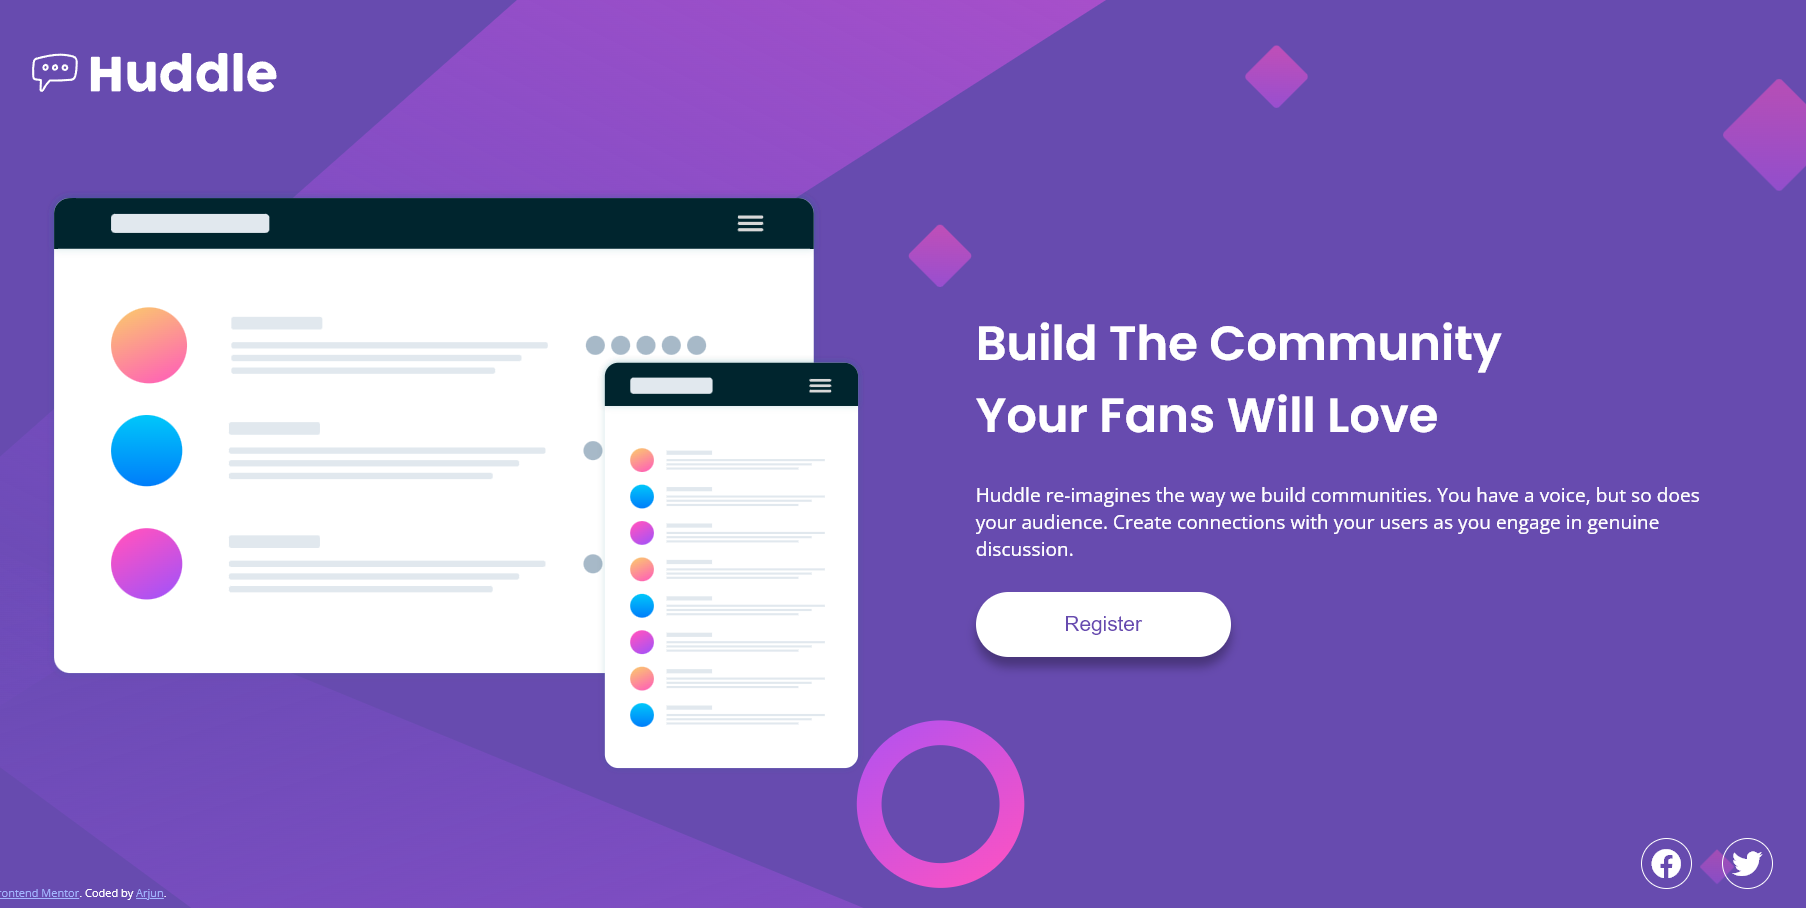 Huddle
Build The Community
Your Fans Will Love
Huddle re-imagines the way we build communities. You have a voice, but so does
your audience. Create connections with your users as you engage in genuine
discussion.
Register
rontend Mentor. Coded by Arjun.